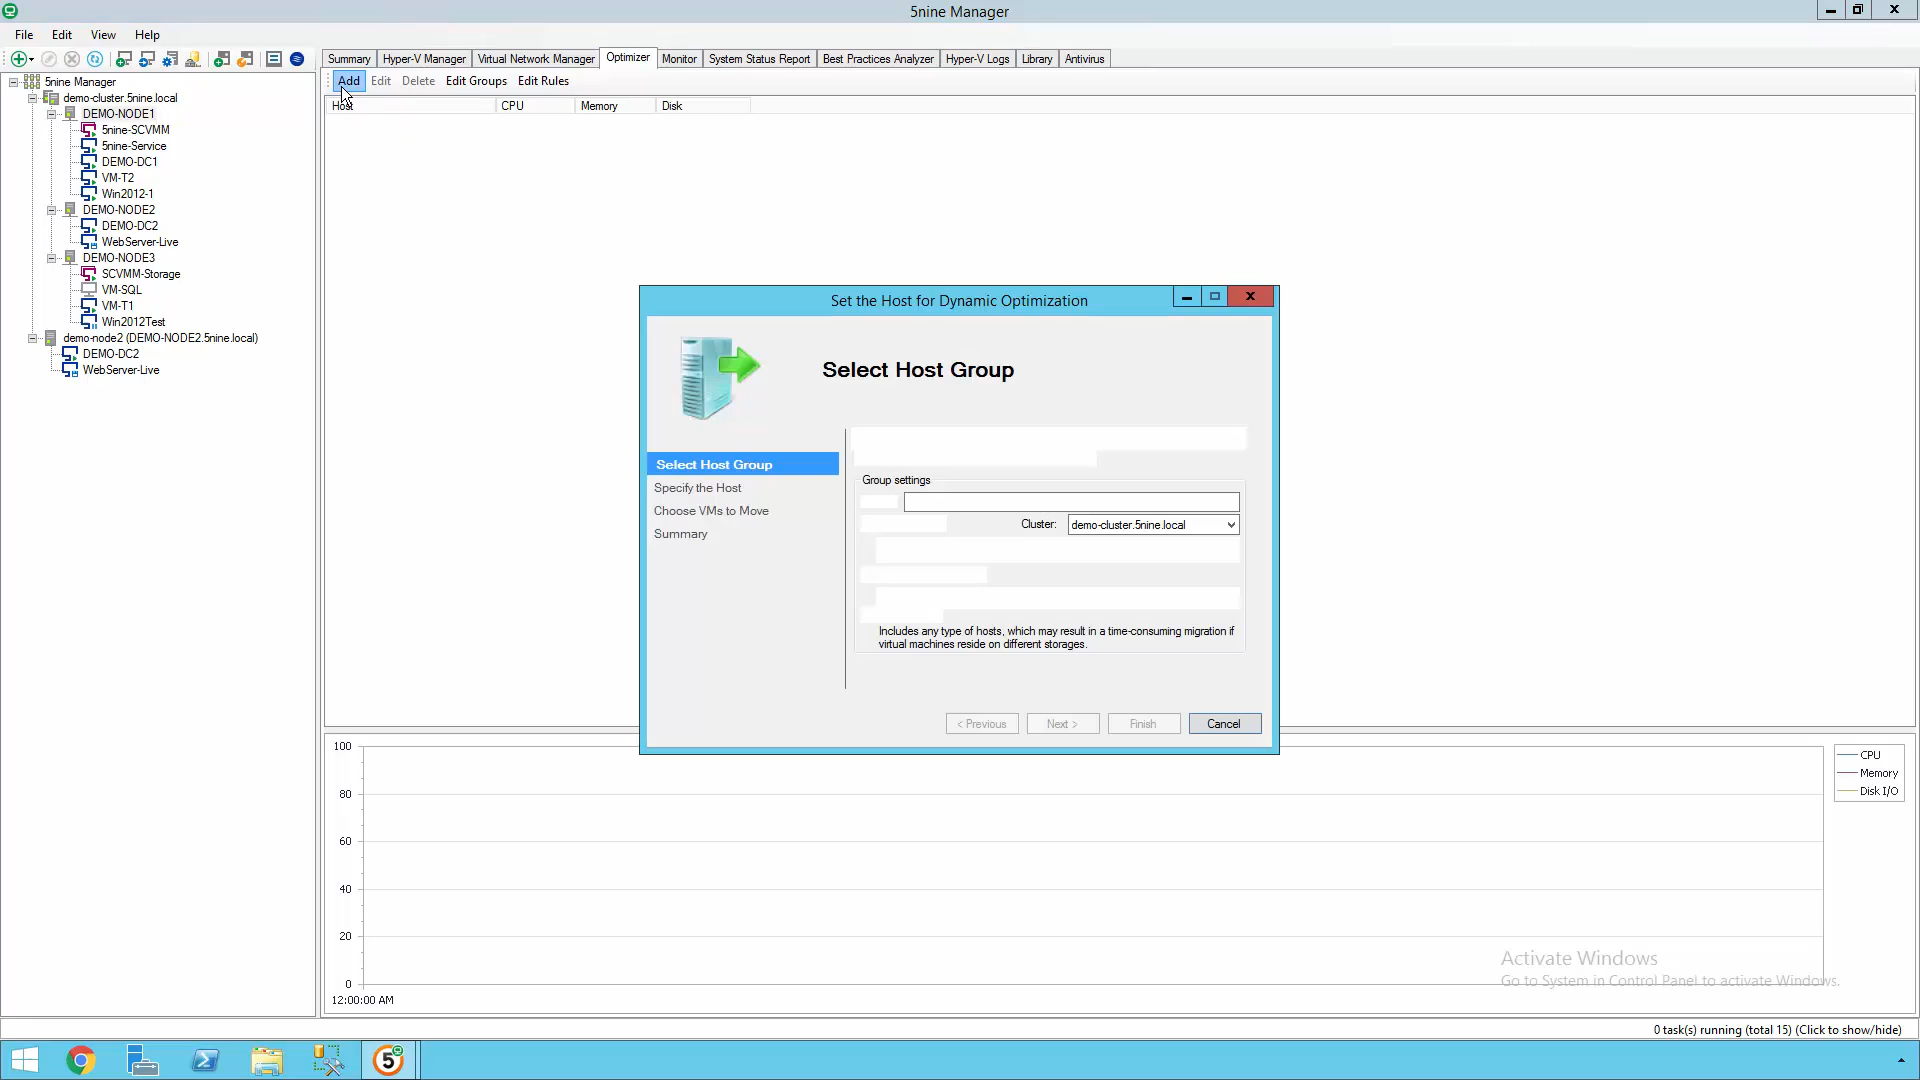 5nine Manager
File Edit View Help
Summary Hyper-V Manager Virtual Network Manager Optimizer Monitor System Status Report Best Practices Analyzer Hyper-V Logs Library Antivirus
Add Edit Delete Edit Groups Edit Rules
Host CPU Memory Disk
5nine Manager
demo-cluster.5nine.local
DEMO-NODE1
5nine-SCVMM
5nine-Service
DEMO-DC1
VM-T2
Win2012-1
DEMO-NODE2
DEMO-DC2
WebServer-Live
DEMO-NODE3
SCVMM-Storage
VM-SQL
VM-T1
Win2012Test
demo-node2 (DEMO-NODE2.5nine.local)
DEMO-DC2
WebServer-Live
Set the Host for Dynamic Optimization
Select Host Group
Select Host Group
Specify the Host
Choose VMs to Move
Summary
Group settings
Cluster: demo-cluster.5nine.local
Includes any type of hosts, which may result in a time-consuming migration if
virtual machines reside on different storages.
< Previous Next > Finish Cancel
100
80
60
40
20
0
12:00:00 AM
CPU
Memory
Disk I/O
Activate Windows
Go to System in Control Panel to activate Windows.
0 task(s) running (total 15) (Click to show/hide)
5